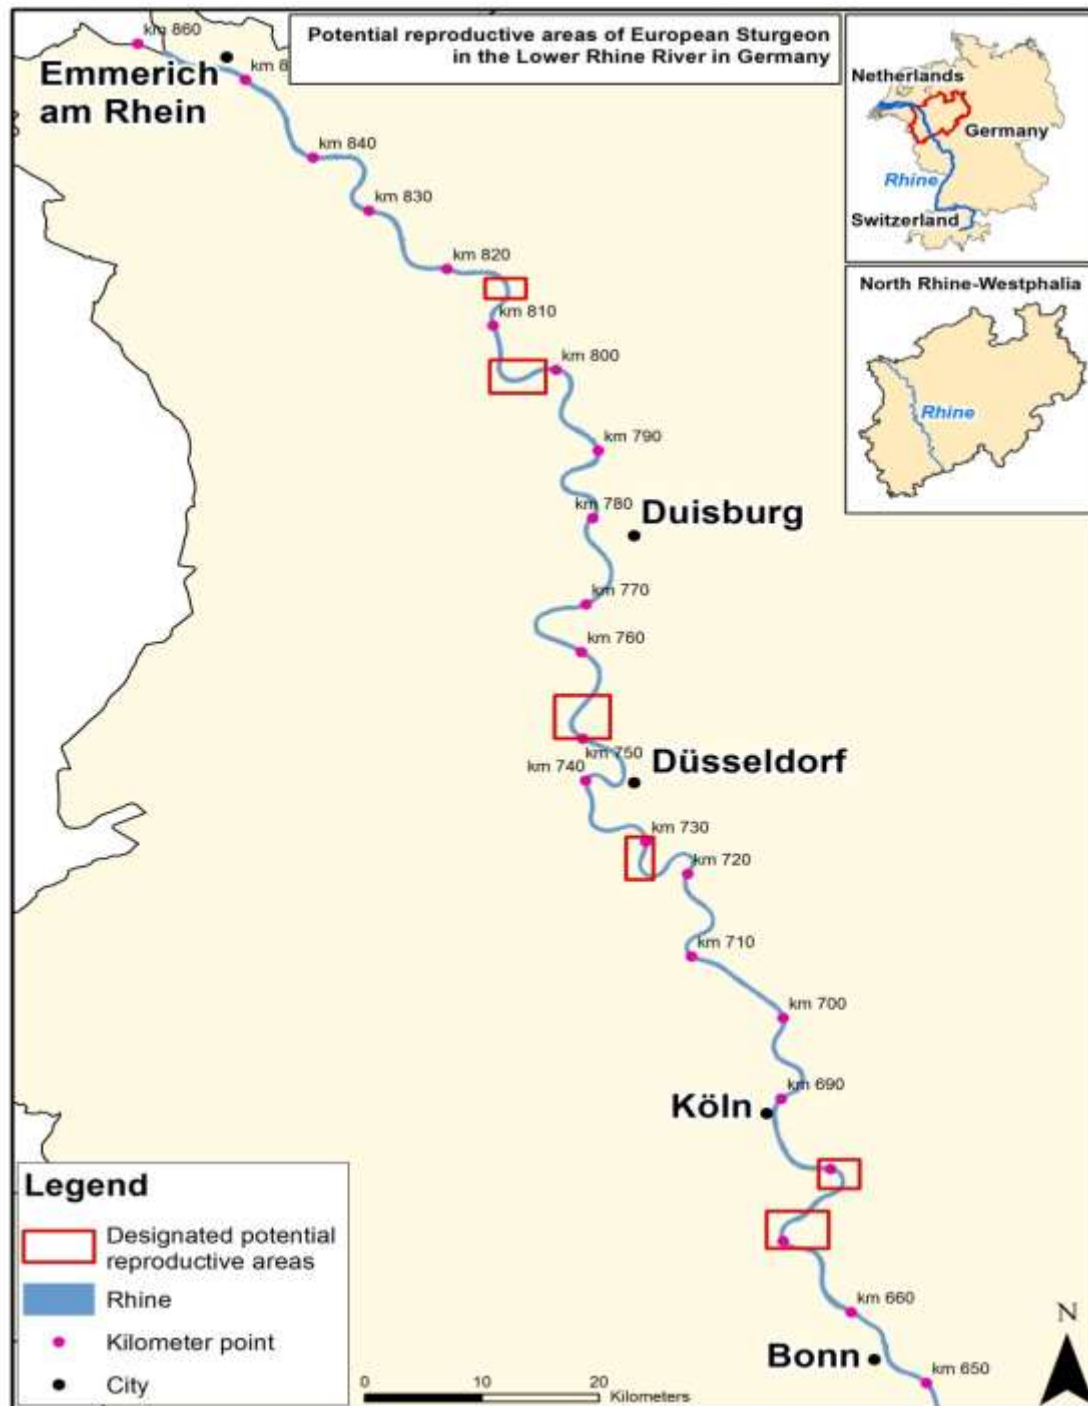 Potential reproductive areas of European Sturgeon
in the Lower Rhine River in Germany
km 860
Emmerich
am Rhein
km 8
km 840
km 830
km 820
km 810
km 800
km 790
km 780
Duisburg
km 770
km 760
km 750
km 740
Düsseldorf
km 730
km 720
km 710
km 700
km 690
Köln
km 660
Bonn
km 650
Netherlands
Germany
Rhine
Switzerland
North Rhine-Westphalia
Rhine
Legend
Designated potential
reproductive areas
Rhine
Kilometer point
City
0 10 20
Kilometers
N